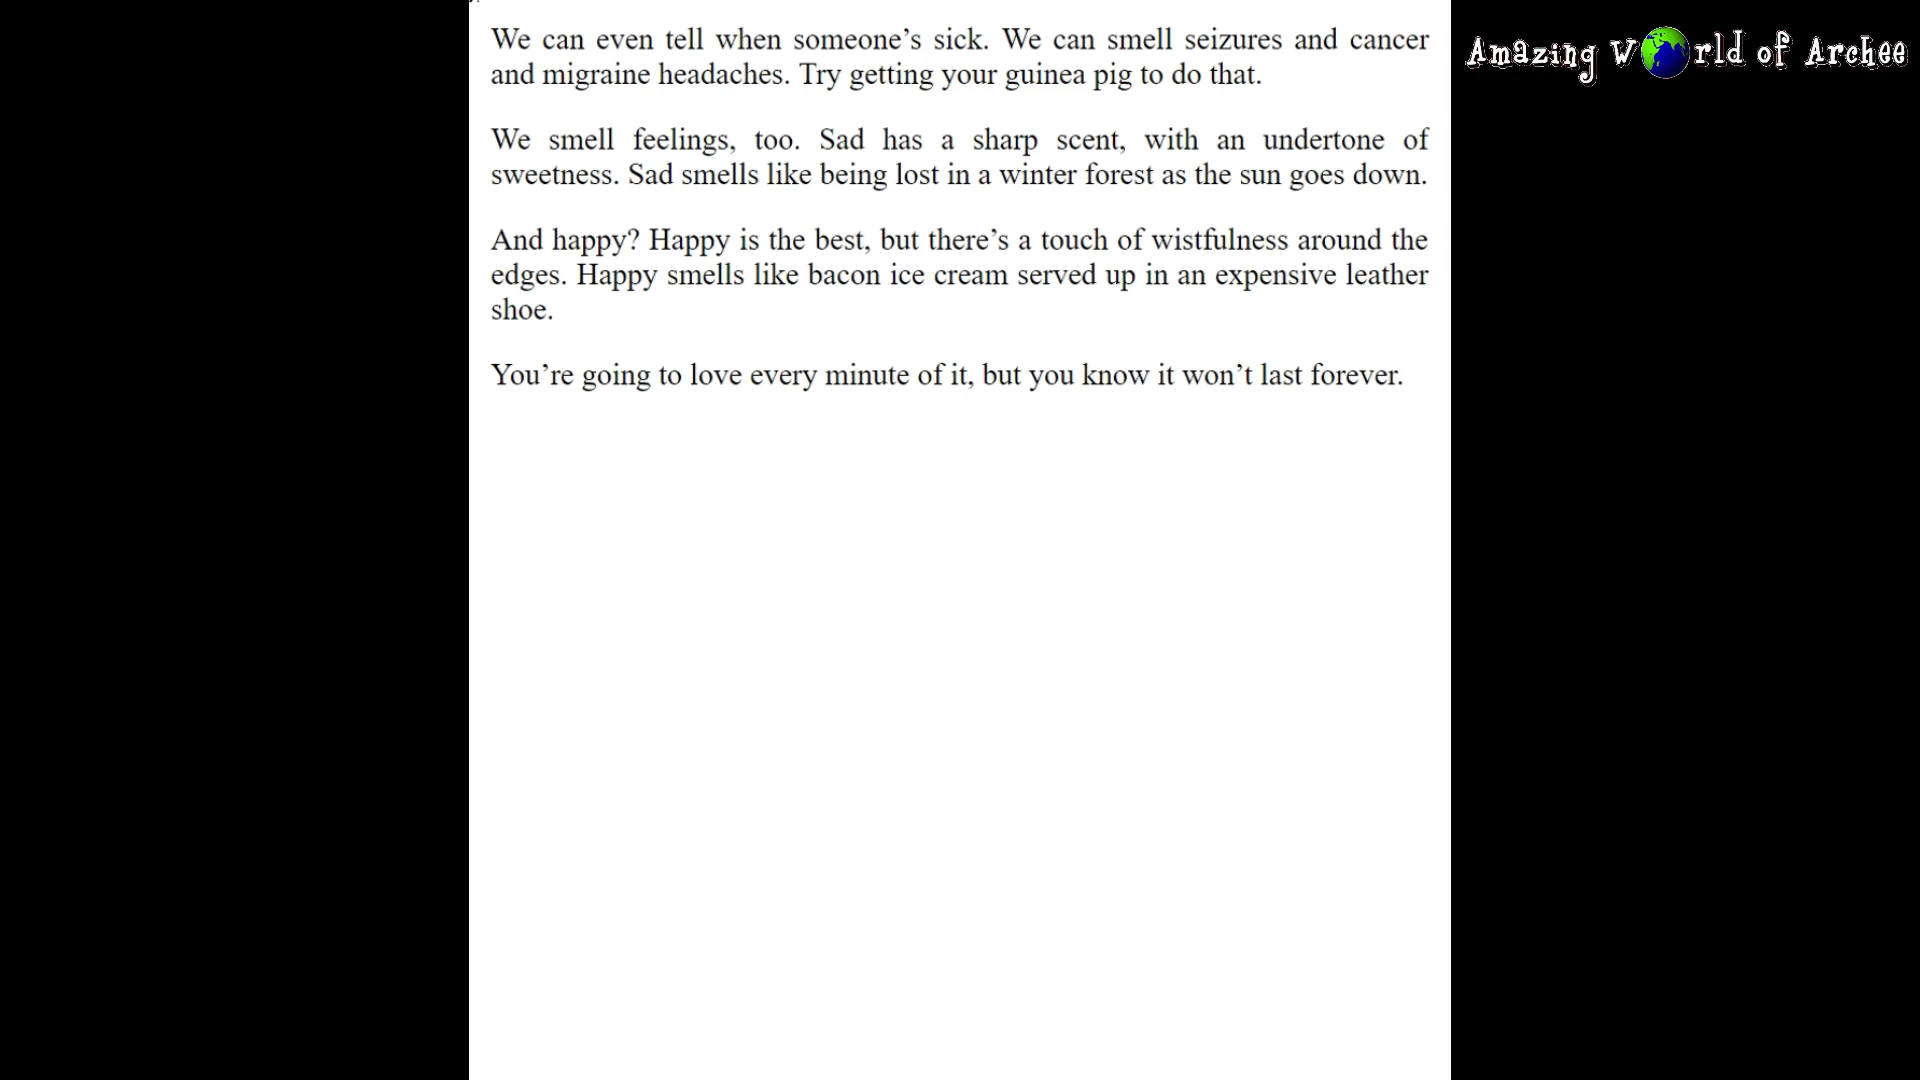 We can even tell when someone’s sick. We can smell seizures and cancer
and migraine headaches. Try getting your guinea pig to do that.
We smell feelings, too. Sad has a sharp scent, with an undertone of
sweetness. Sad smells like being lost in a winter forest as the sun goes down.
And happy? Happy is the best, but there’s a touch of wistfulness around the
edges. Happy smells like bacon ice cream served up in an expensive leather
shoe.
You’re going to love every minute of it, but you know it won’t last forever.
Amazing World of Archee